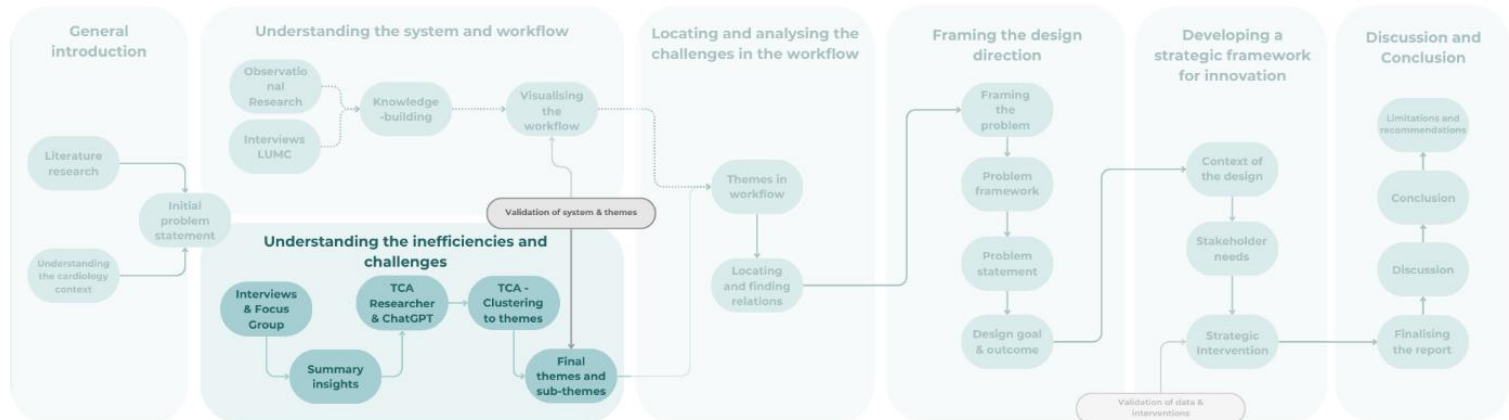 General
introduction
Literature
research
Initial
problem
statement
Understanding
the cardiology
context
Understanding the system and workflow
Observatio
nal
Research
Interviews
LUMC
Knowledge
-building
Visualising
the
workflow
Validation of system & themes
Understanding the inefficiencies and
challenges
Interviews
& Focus
Group
Summary
insights
TCA
Researcher
& ChatGPT
TCA -
Clustering
to themes
Final
themes and
sub-themes
Locating and analysing the
challenges in the workflow
Themes in
workflow
Locating
and finding
relations
Framing the design
direction
Framing
the
problem
Problem
framework
Problem
statement
Design goal
& outcome
Developing a
strategic framework
for innovation
Context of
the design
Stakeholder
needs
Strategic
Intervention
Validation of data &
interventions
Discussion and
Conclusion
Limitations and
recommendations
Conclusion
Discussion
Finalising
the report